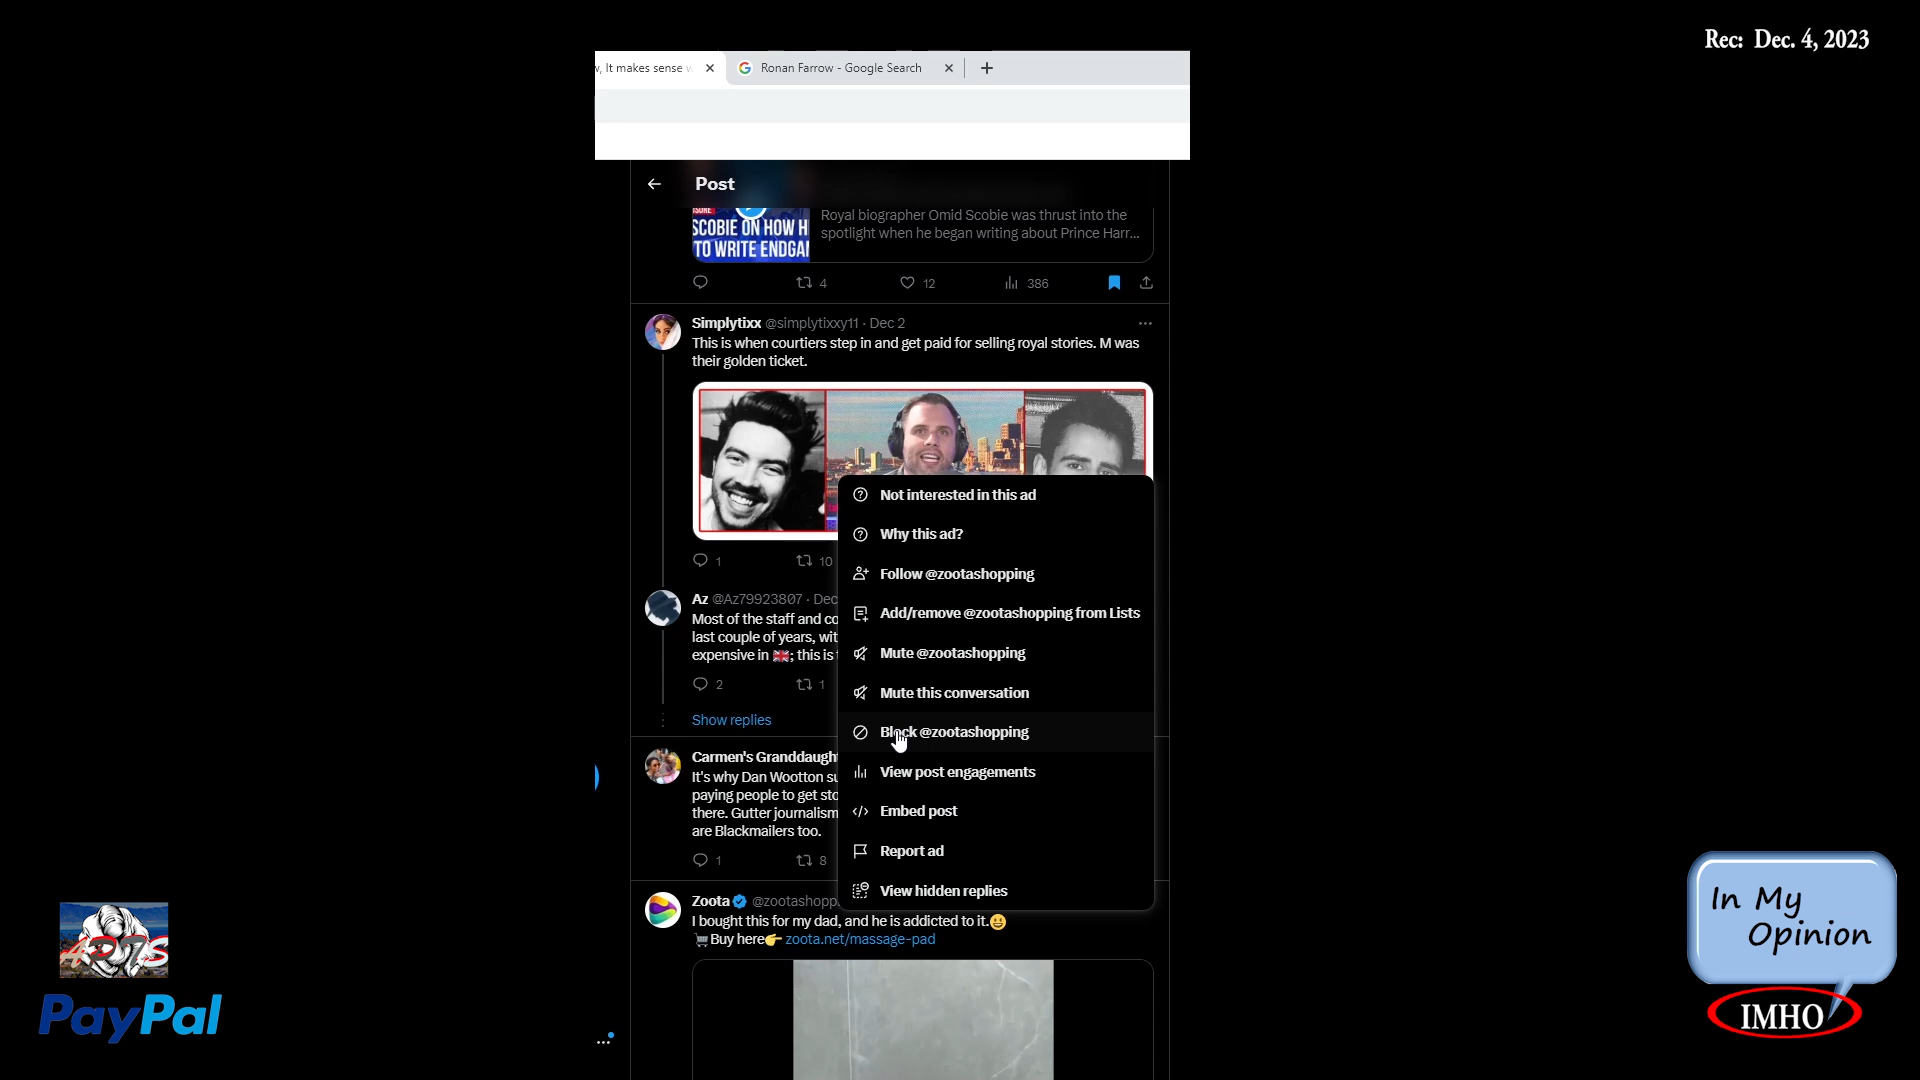 Rec: Dec. 4, 2023
w, It makes sense w
Ronan Farrow - Google Search
Post
Royal biographer Omid Scobie was thrust into the
spotlight when he began writing about Prince Harr...
SCOBIE ON HOW H
TO WRITE ENDGA
4 12 386
Simplytixx @simplytixxy11 · Dec 2
This is when courtiers step in and get paid for selling royal stories. M was
their golden ticket.
1 10
Az @Az79923807 · Dec
Most of the staff and co
last couple of years, wit
expensive in 🇬🇧; this is
2 1
Show replies
Carmen's Granddaugh
It's why Dan Wootton su
paying people to get sto
there. Gutter journalism
are Blackmailers too.
1 8
Not interested in this ad
Why this ad?
Follow @zootashopping
Add/remove @zootashopping from Lists
Mute @zootashopping
Mute this conversation
Block @zootashopping
View post engagements
Embed post
Report ad
View hidden replies
Zoota @zootashopp
I bought this for my dad, and he is addicted to it.😃
🛒Buy here👉 zoota.net/massage-pad
PayPal
In My
Opinion
IMHO